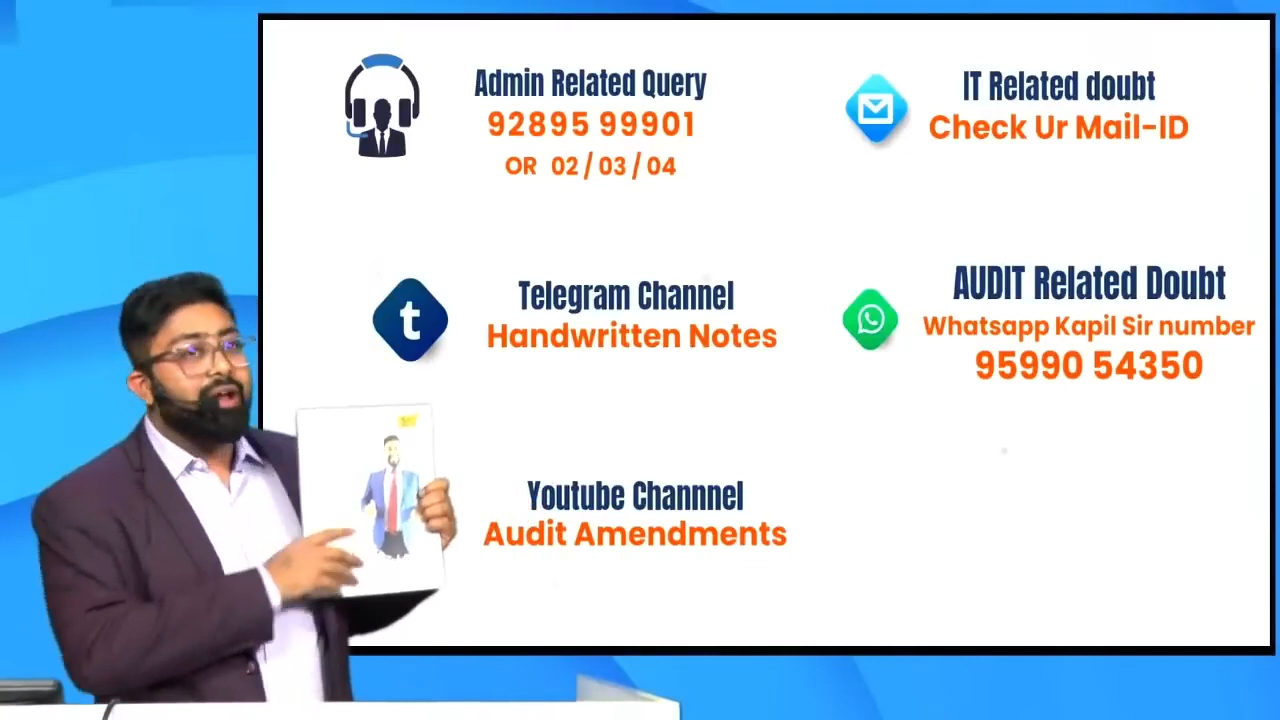 Admin Related Query
92895 99901
OR 02 / 03 / 04
IT Related doubt
Check Ur Mail-ID
t
Telegram Channel
Handwritten Notes
AUDIT Related Doubt
Whatsapp Kapil Sir number
95990 54350
Youtube Channnel
Audit Amendments